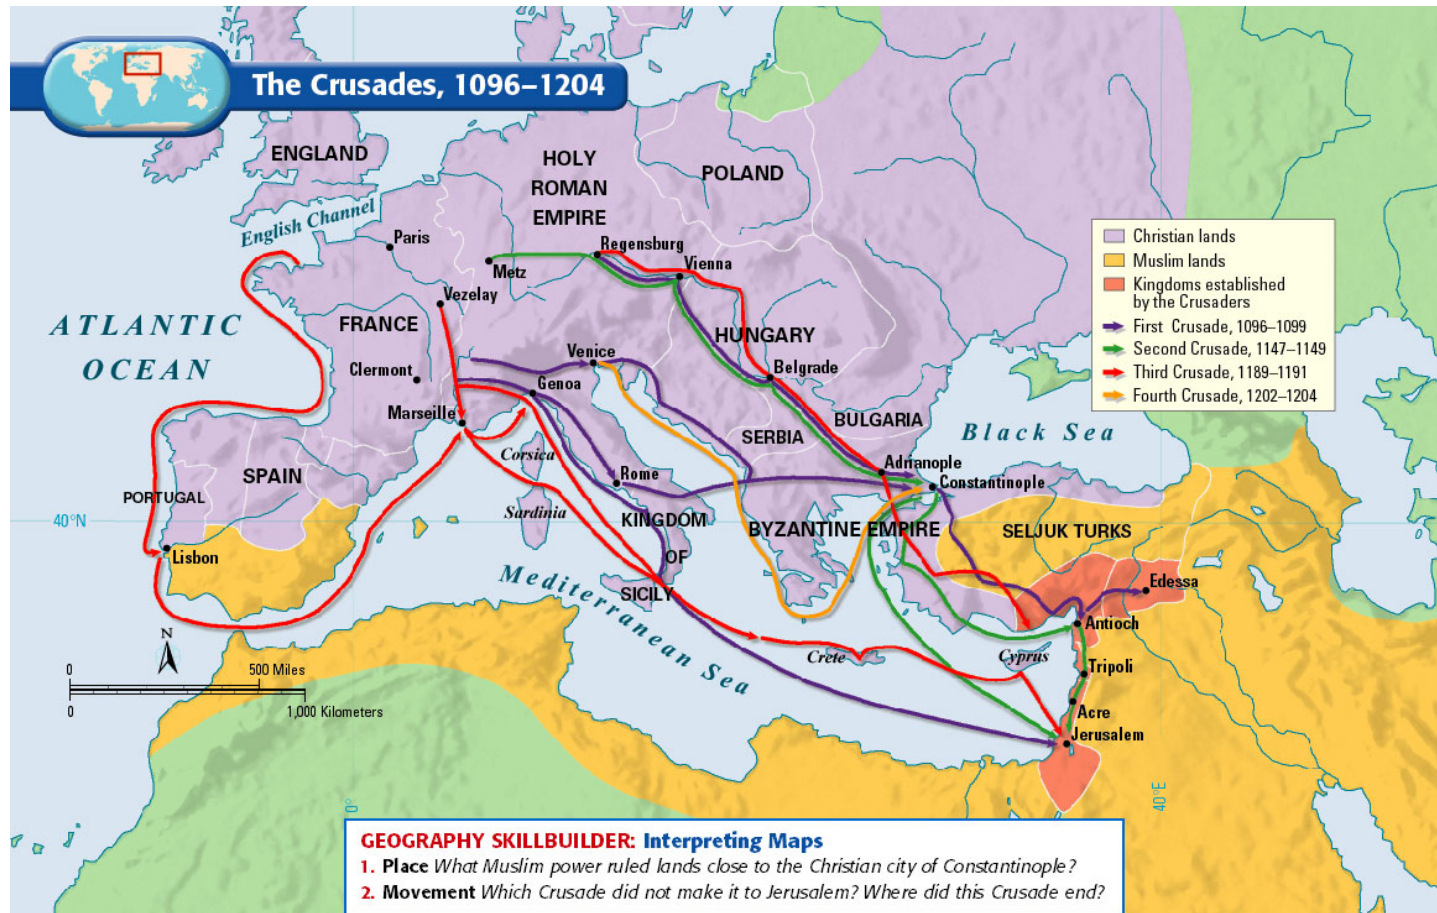 The Crusades, 1096–1204
ENGLAND
HOLY
ROMAN
EMPIRE
POLAND
English Channel
Paris
Regensburg
Metz
Vienna
Vezelay
ATLANTIC
OCEAN
FRANCE
HUNGARY
Venice
Clermont
Genoa
Belgrade
Marseille
BULGARIA
SERBIA
Black Sea
Corsica
Adrianople
SPAIN
Rome
Constantinople
PORTUGAL
Sardinia
40°N
KINGDOM
OF
SICILY
BYZANTINE EMPIRE
SELJUK TURKS
Lisbon
Mediterranean Sea
Edessa
Antioch
Crete
Cyprus
Tripoli
Acre
Jerusalem
N
0
500 Miles
0
1,000 Kilometers
0°
40°E
Christian lands
Muslim lands
Kingdoms established
by the Crusaders
First Crusade, 1096–1099
Second Crusade, 1147–1149
Third Crusade, 1189–1191
Fourth Crusade, 1202–1204
GEOGRAPHY SKILLBUILDER: Interpreting Maps
1. Place What Muslim power ruled lands close to the Christian city of Constantinople?
2. Movement Which Crusade did not make it to Jerusalem? Where did this Crusade end?